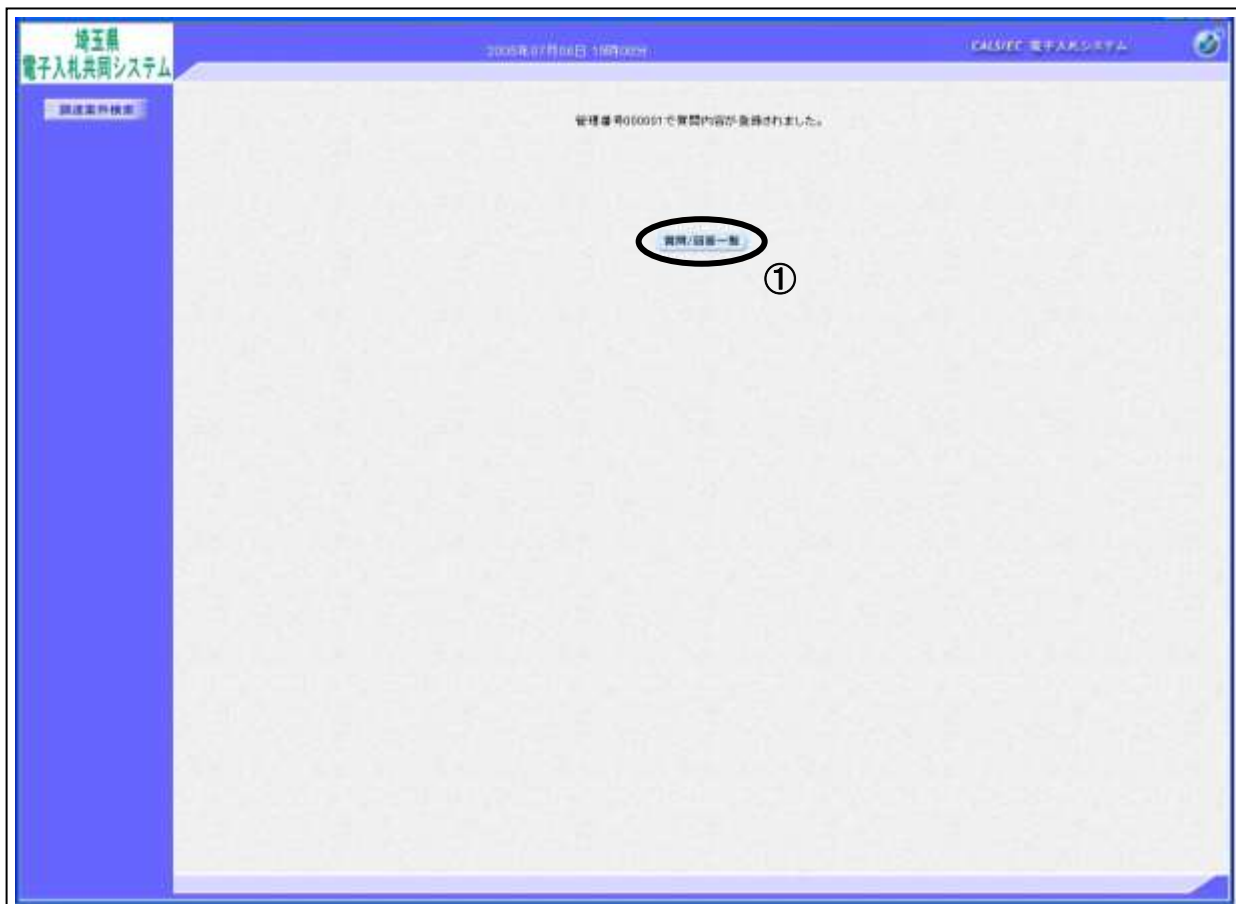 埼玉県
電子入札共同システム
CALS/EC 電子入札システム
調達案件検索
管理番号000001で質問内容が登録されました。
質問/回答一覧
①